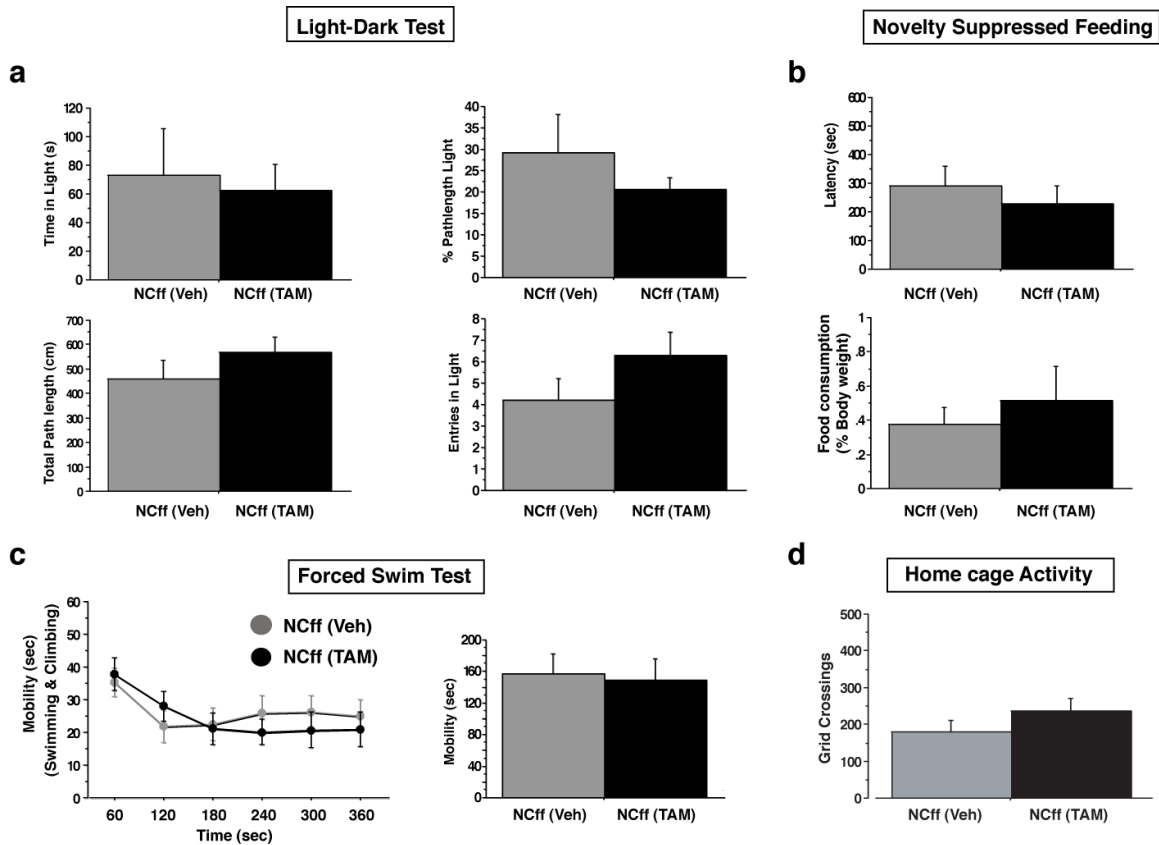 Light-Dark Test
Novelty Suppressed Feeding
a
120
100
80
60
40
20
0
Time in Light (s)
NCff (Veh) NCff (TAM)
40
35
30
25
20
15
10
5
0
% Pathlength Light
NCff (Veh) NCff (TAM)
700
600
500
400
300
200
100
0
Total Path length (cm)
NCff (Veh) NCff (TAM)
8
7
6
5
4
3
2
1
0
Entries in Light
NCff (Veh) NCff (TAM)
b
600
500
400
300
200
100
0
Latency (sec)
NCff (Veh) NCff (TAM)
1
.8
.6
.4
.2
0
Food consumption
(% Body weight)
NCff (Veh) NCff (TAM)
c
Forced Swim Test
60
50
40
30
20
10
0
Mobility (sec)
(Swimming & Climbing)
NCff (Veh)
NCff (TAM)
60 120 180 240 300 360
Time (sec)
200
160
120
80
40
0
Mobility (sec)
NCff (Veh) NCff (TAM)
d
Home cage Activity
500
400
300
200
100
0
Grid Crossings
NCff (Veh) NCff (TAM)